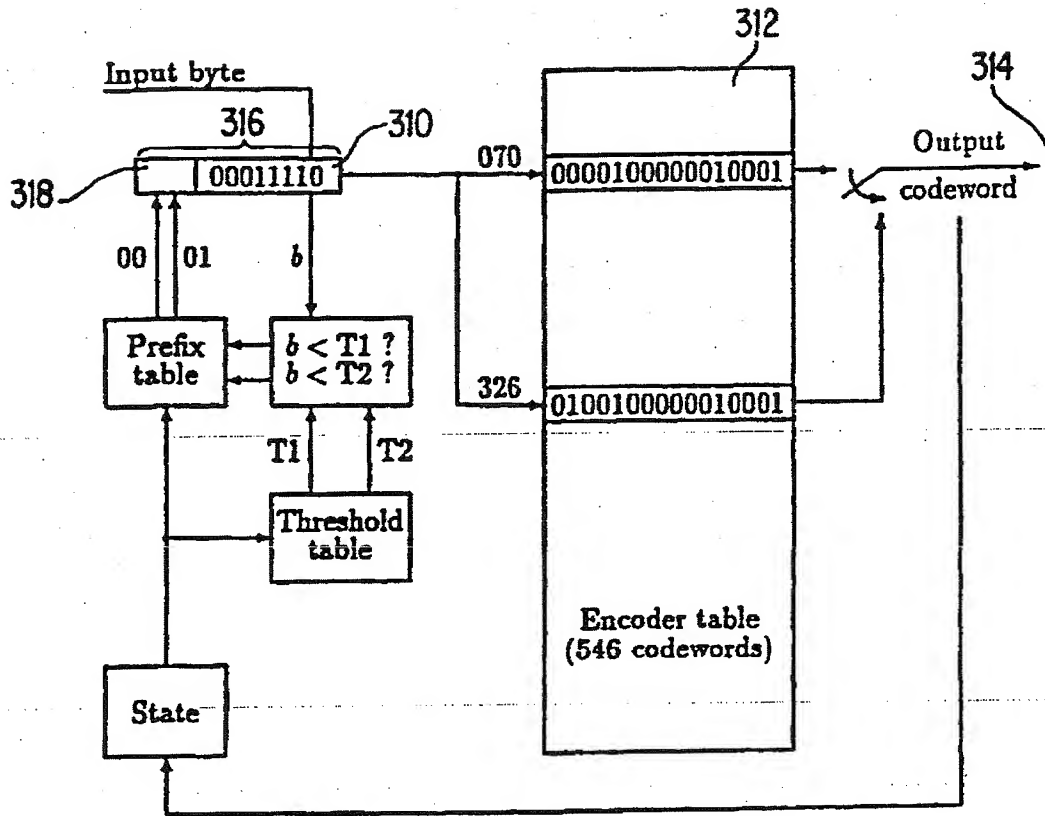 312
314
Input byte
316
310
Output
318
00011110
070
0000100000010001
codeword
00
01
b
Prefix
table
b < T1 ?
b < T2 ?
326
0100100000010001
T1
T2
Threshold
table
Encoder table
(546 codewords)
State